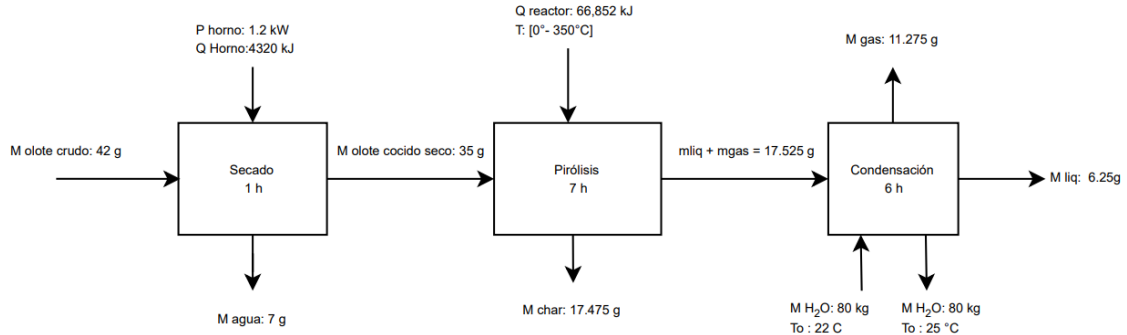 P horno: 1.2 kW
Q Horno:4320 kJ
Q reactor: 66,852 kJ
T: [0°- 350°C]
M gas: 11.275 g
M olote crudo: 42 g
Secado
1 h
M olote cocido seco: 35 g
Pirólisis
7 h
mliq + mgas = 17.525 g
Condensación
6 h
M liq:  6.25g
M agua: 7 g
M char: 17.475 g
M H₂O: 80 kg
To : 22 C
M H₂O: 80 kg
To : 25 °C